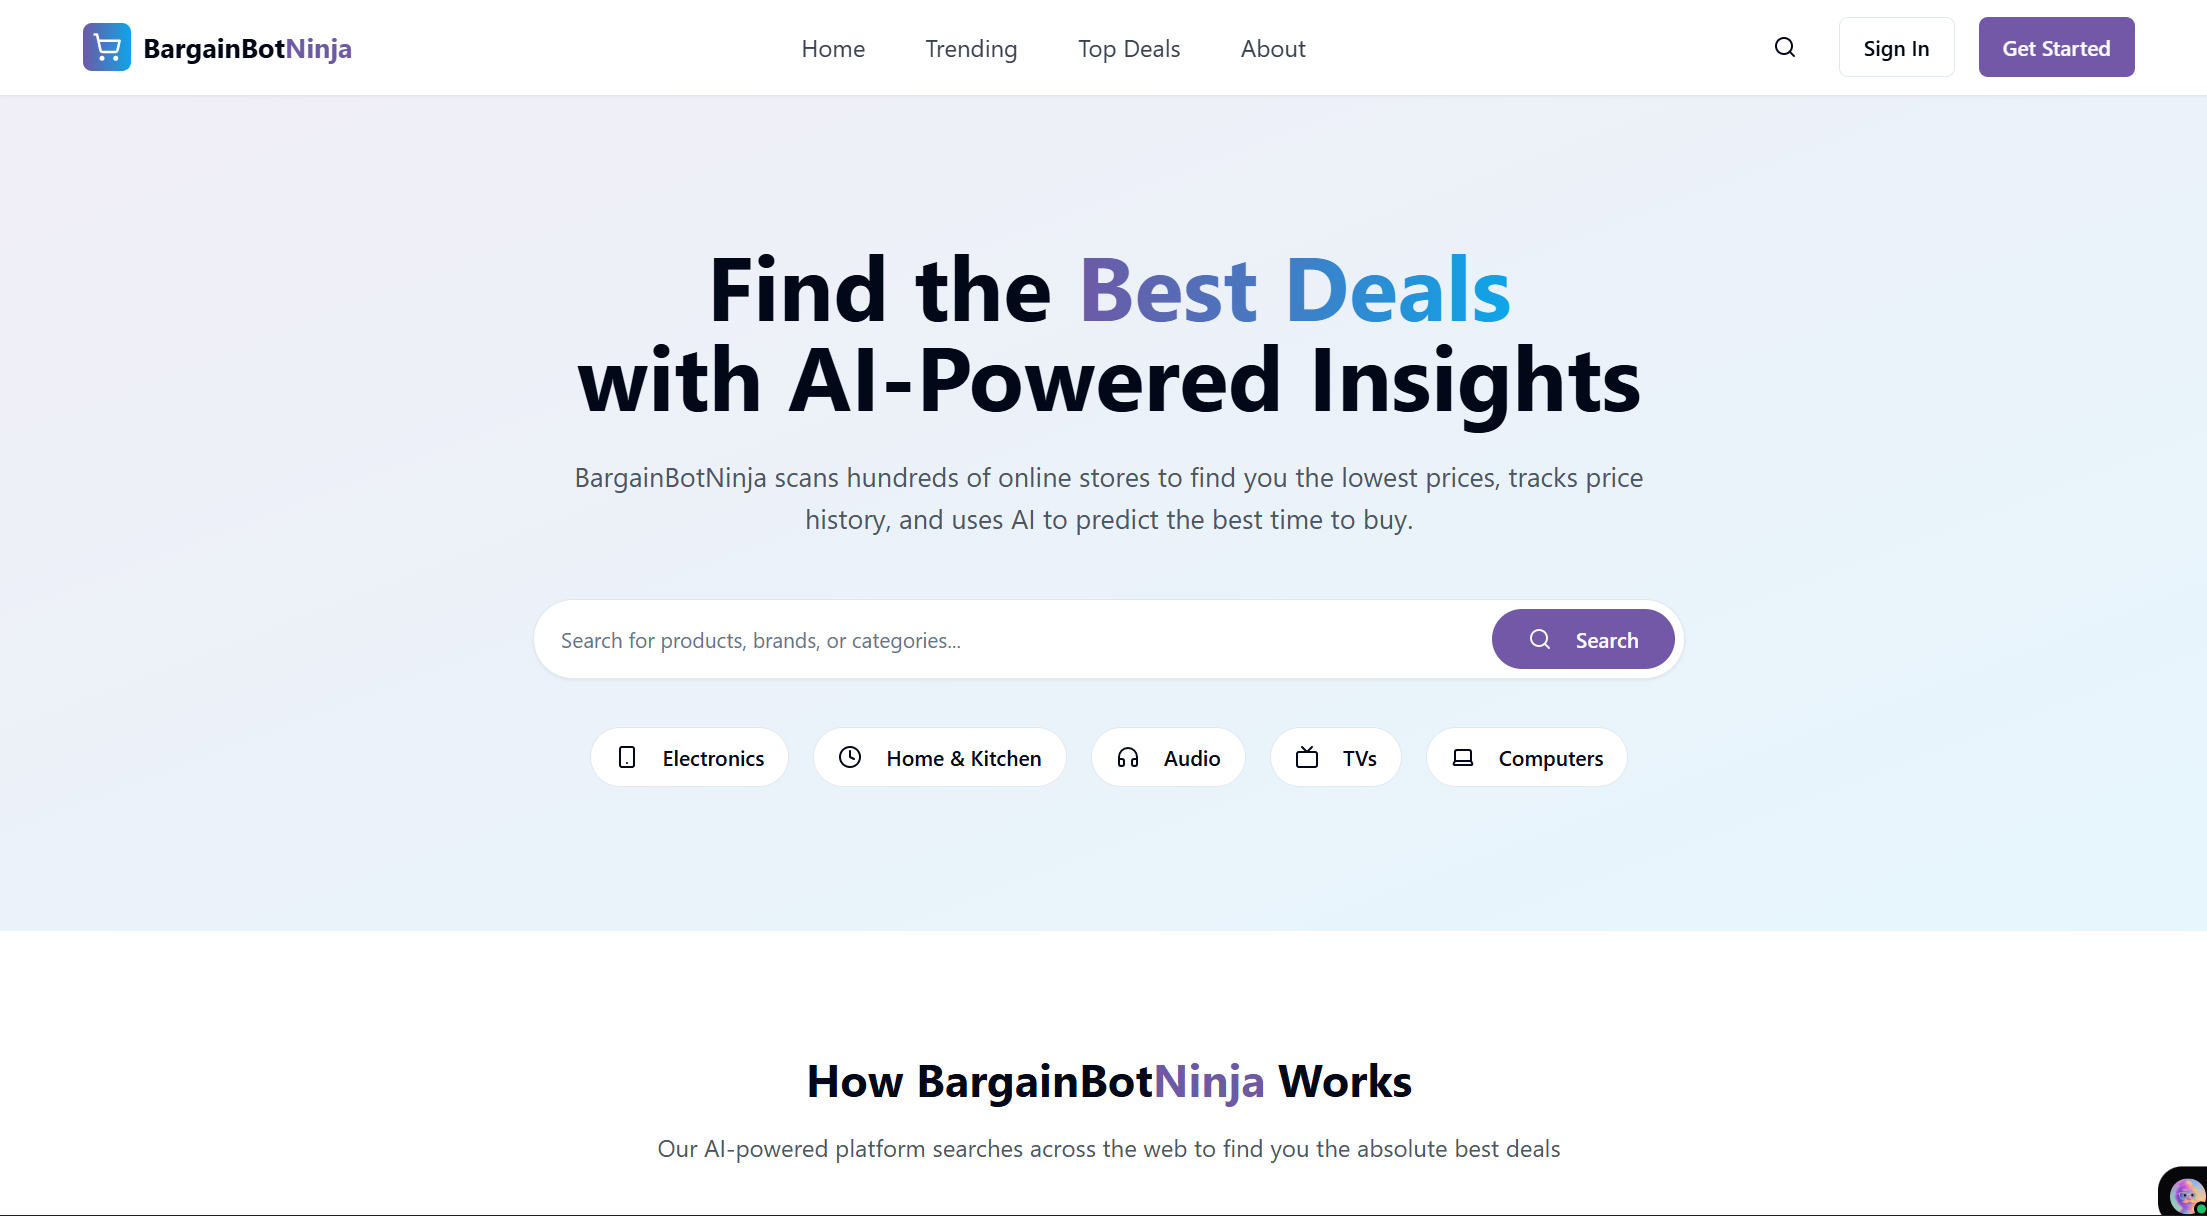 BargainBotNinja
Home
Trending
Top Deals
About
Sign In
Get Started
Find the Best Deals
with AI-Powered Insights
BargainBotNinja scans hundreds of online stores to find you the lowest prices, tracks price
history, and uses AI to predict the best time to buy.
Search for products, brands, or categories...
Search
Electronics
Home & Kitchen
Audio
TVs
Computers
How BargainBotNinja Works
Our AI-powered platform searches across the web to find you the absolute best deals